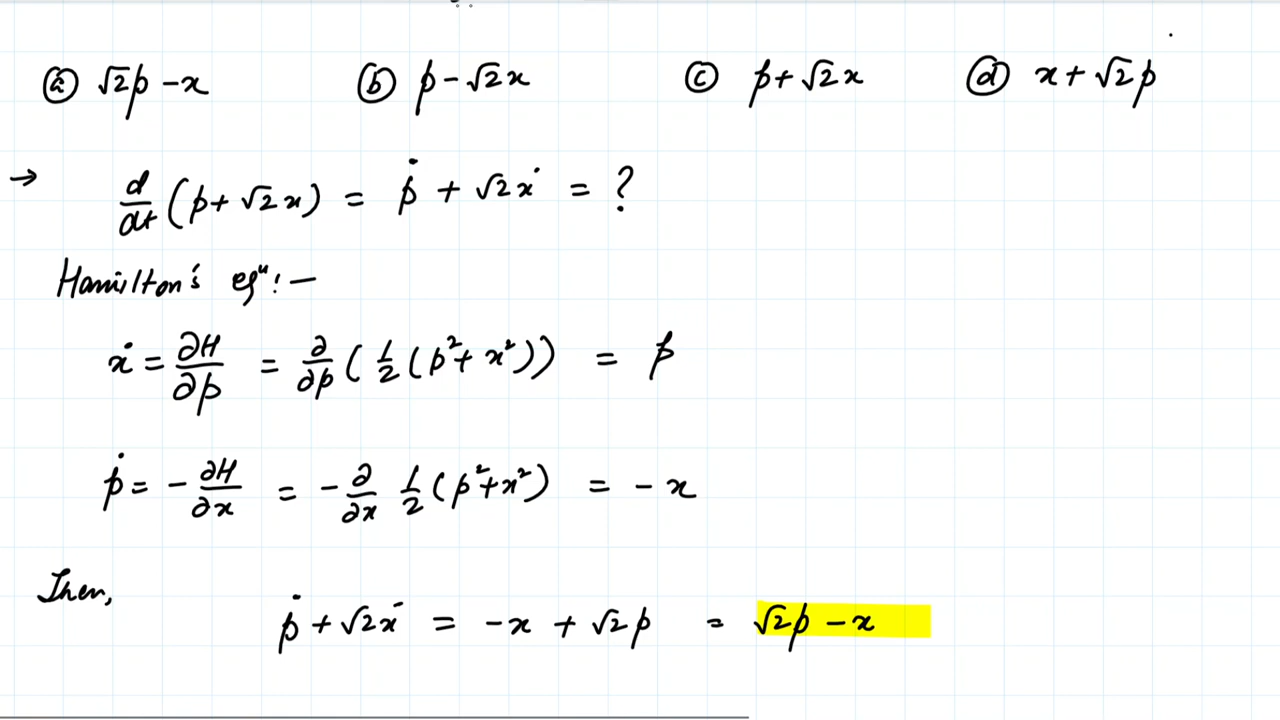 ⓐ √2p - x ⓑ p - √2x ⓒ p + √2x ⓓ x + √2p
→ d/dt (p + √2x) = ṗ + √2ẋ = ?
Hamilton's eqⁿ: —
ẋ = ∂H/∂p = ∂/∂p (1/2 (p² + x²)) = p
ṗ = - ∂H/∂x = - ∂/∂x 1/2 (p² + x²) = - x
Then,
ṗ + √2ẋ = - x + √2p = √2p - x